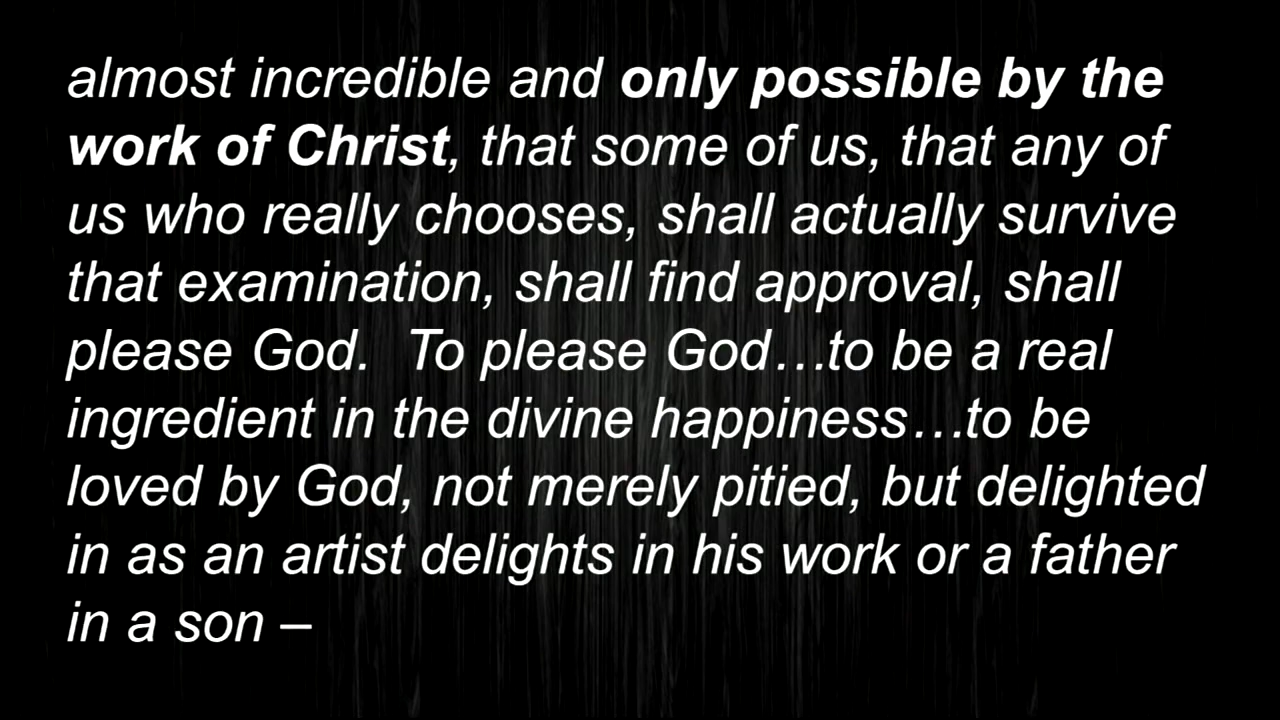 almost incredible and only possible by the
work of Christ, that some of us, that any of
us who really chooses, shall actually survive
that examination, shall find approval, shall
please God.  To please God…to be a real
ingredient in the divine happiness…to be
loved by God, not merely pitied, but delighted
in as an artist delights in his work or a father
in a son –